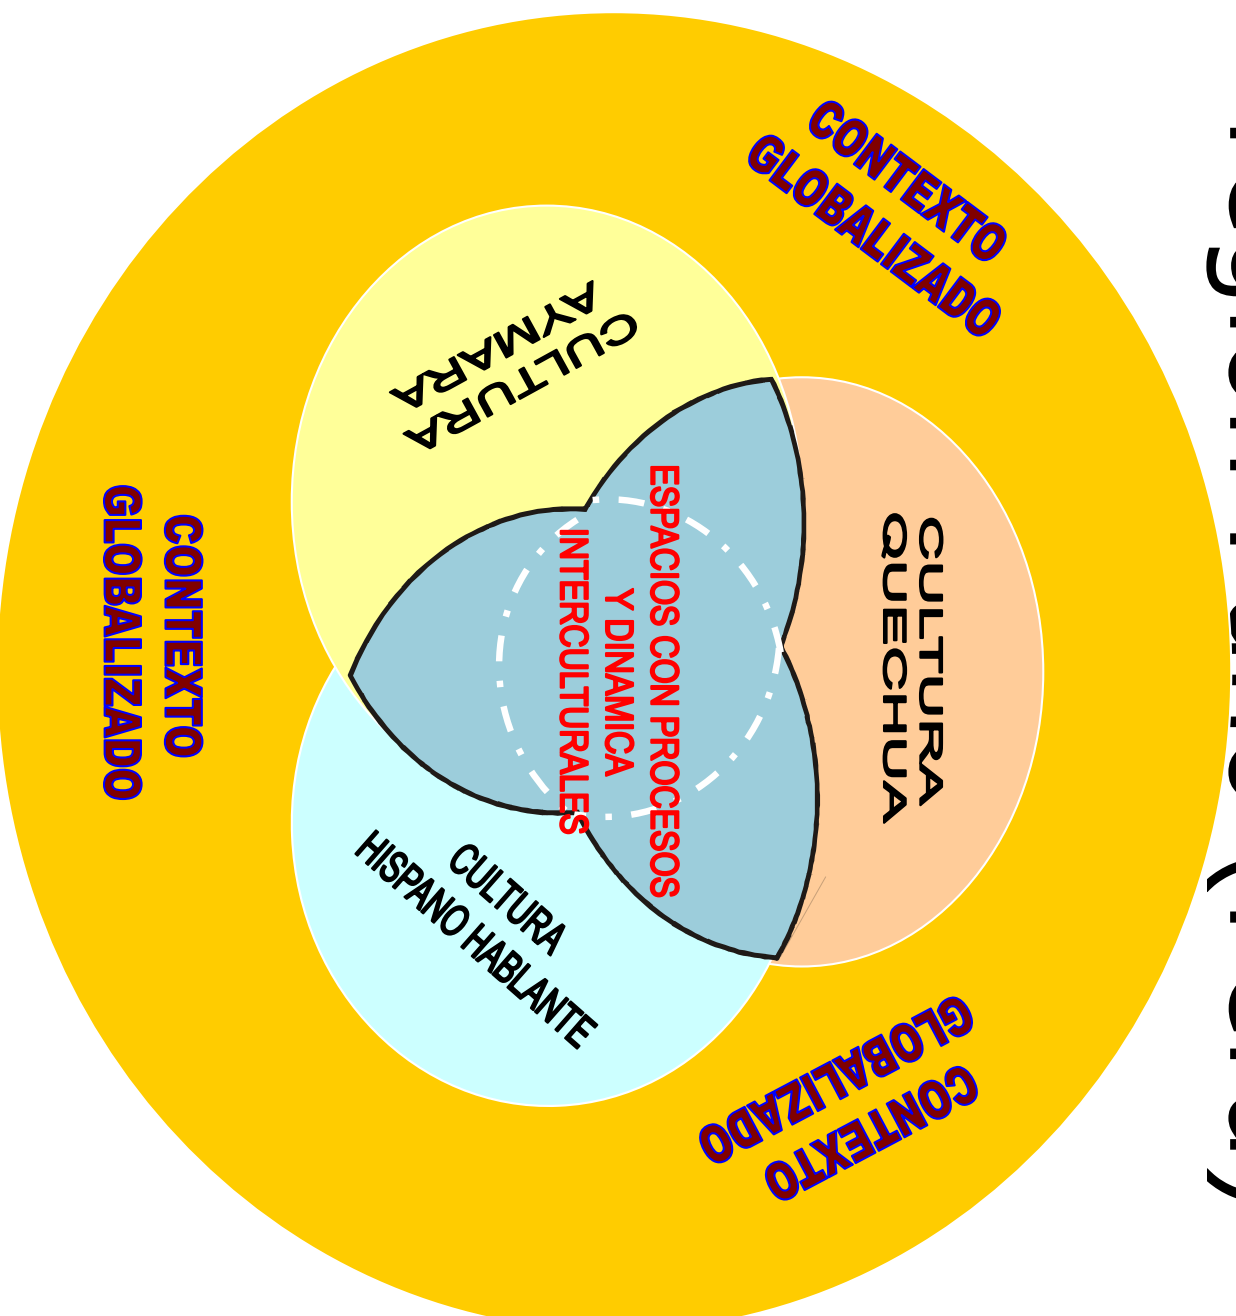 CONTEXTO
GLOBALIZADO
CULTURA
QUECHUA
CONTEXTO
GLOBALIZADO
CULTURA
AYMARA
ESPACIOS CON PROCESOS
Y DINAMICA
INTERCULTURALES
CULTURA
HISPANO HABLANTE
CONTEXTO
GLOBALIZADO